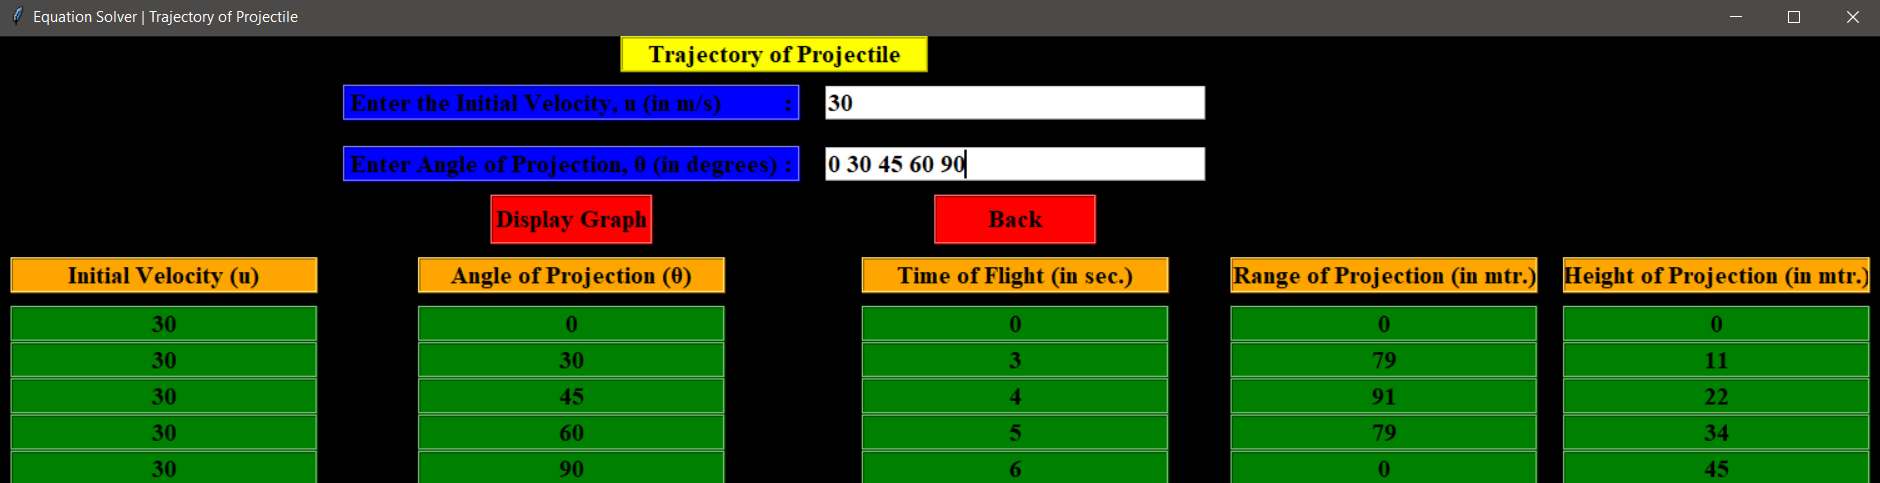 Equation Solver | Trajectory of Projectile
Trajectory of Projectile
Enter the Initial Velocity, u (in m/s) : 30
Enter Angle of Projection, θ (in degrees) : 0 30 45 60 90
Display Graph Back
Initial Velocity (u) Angle of Projection (θ) Time of Flight (in sec.) Range of Projection (in mtr.) Height of Projection (in mtr.)
30 0 0 0 0
30 30 3 79 11
30 45 4 91 22
30 60 5 79 34
30 90 6 0 45